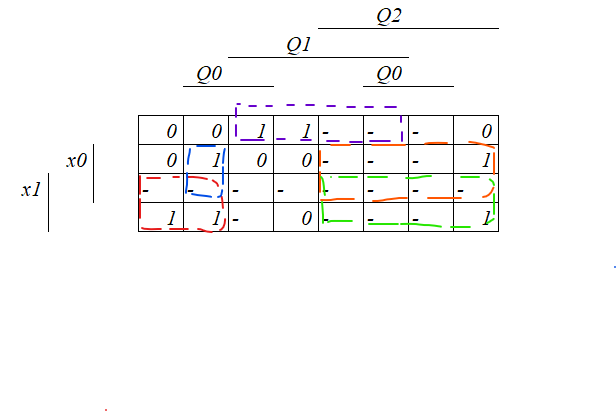 Q2
Q1
Q0 Q0
0 0 1 1 - - - 0
x0 0 1 0 0 - - - 1
x1 - - - - - - - -
1 1 - 0 - - - 1